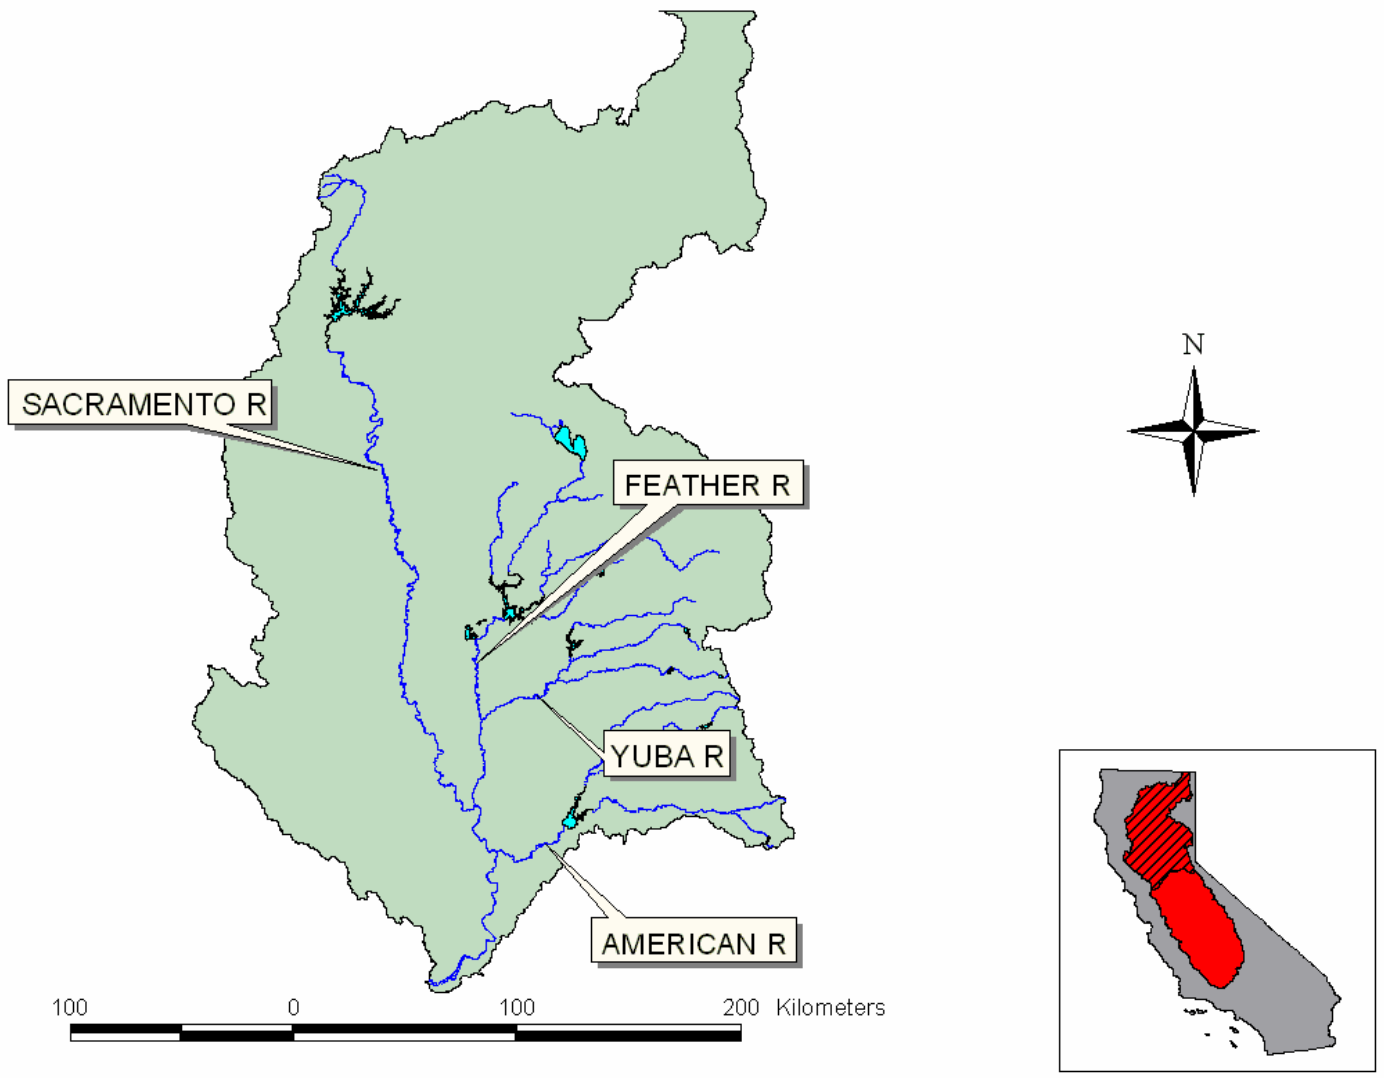 N
SACRAMENTO R
FEATHER R
YUBA R
AMERICAN R
100 0 100 200 Kilometers